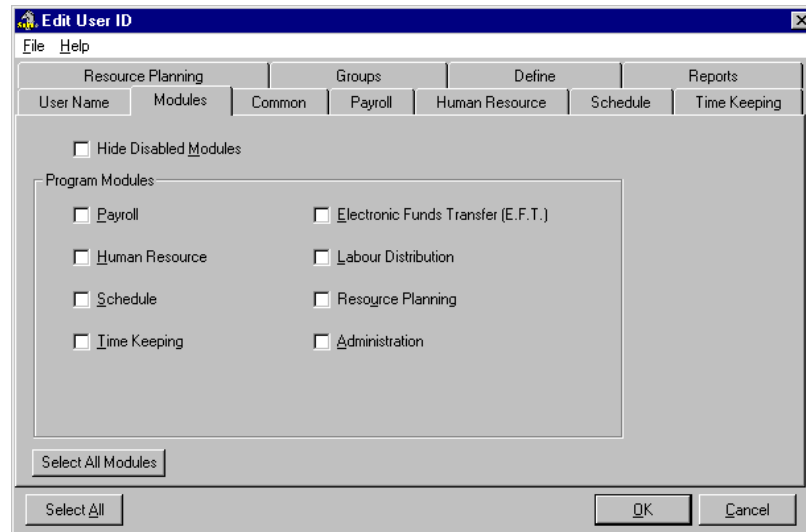 Edit User ID
File Help
Resource Planning Groups Define Reports
User Name Modules Common Payroll Human Resource Schedule Time Keeping
Hide Disabled Modules
Program Modules
Payroll Electronic Funds Transfer (E.F.T.)
Human Resource Labour Distribution
Schedule Resource Planning
Time Keeping Administration
Select All Modules
Select All OK Cancel